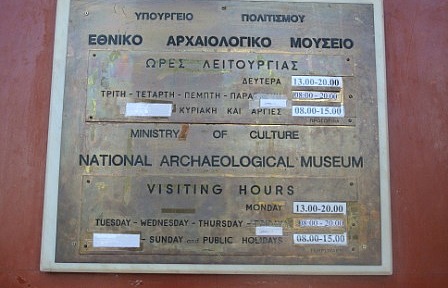 ΥΠΟΥΡΓΕΙΟ ΠΟΛΙΤΙΣΜΟΥ
ΕΘΝΙΚΟ ΑΡΧΑΙΟΛΟΓΙΚΟ ΜΟΥΣΕΙΟ
ΩΡΕΣ ΛΕΙΤΟΥΡΓΙΑΣ
ΔΕΥΤΕΡΑ 13.00-20.00
ΤΡΙΤΗ - ΤΕΤΑΡΤΗ - ΠΕΜΠΤΗ - ΠΑΡΑ 08:00 - 20:00
ΚΥΡΙΑΚΗ ΚΑΙ ΑΡΓΙΕΣ 08.00-15.00
MINISTRY OF CULTURE
NATIONAL ARCHAEOLOGICAL MUSEUM
VISITING HOURS
MONDAY 13.00-20.00
TUESDAY - WEDNESDAY - THURSDAY - 08:00 - 20:00
- SUNDAY and PUBLIC HOLIDAYS 08.00-15.00